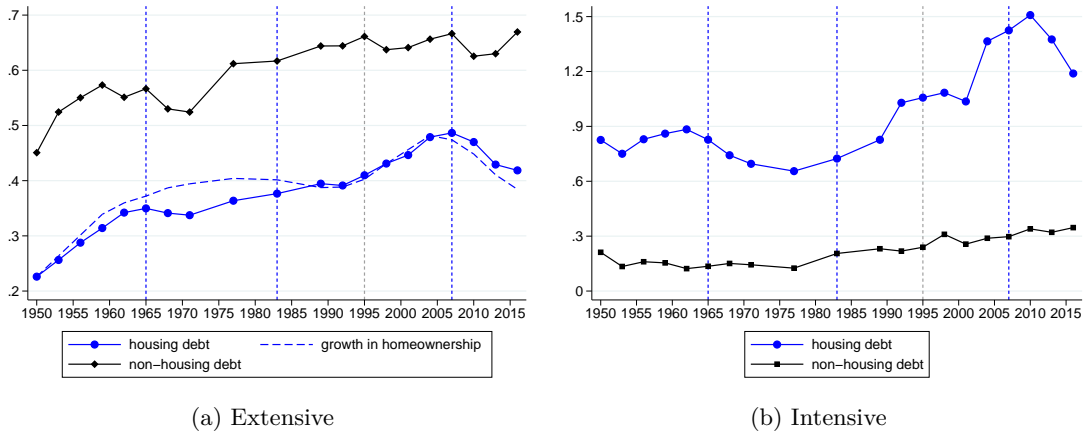 .7
.6
.5
.4
.3
.2
1950 1955 1960 1965 1970 1975 1980 1985 1990 1995 2000 2005 2010 2015
housing debt
growth in homeownership
non−housing debt
(a) Extensive
1.5
1.2
.9
.6
.3
0
1950 1955 1960 1965 1970 1975 1980 1985 1990 1995 2000 2005 2010 2015
housing debt
non−housing debt
(b) Intensive